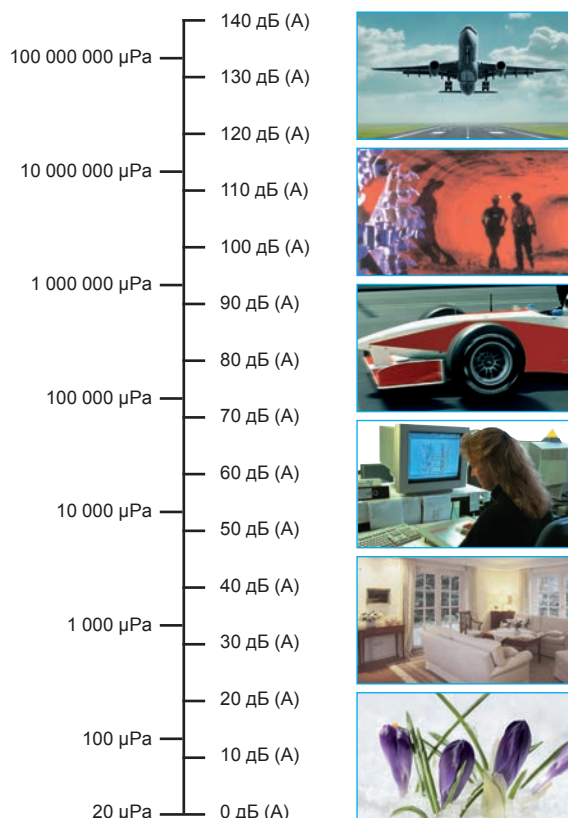 140 дБ (A)
100 000 000 µPa
130 дБ (A)
120 дБ (A)
10 000 000 µPa
110 дБ (A)
100 дБ (A)
1 000 000 µPa
90 дБ (A)
80 дБ (A)
100 000 µPa
70 дБ (A)
60 дБ (A)
10 000 µPa
50 дБ (A)
40 дБ (A)
1 000 µPa
30 дБ (A)
20 дБ (A)
100 µPa
10 дБ (A)
20 µPa 0 дБ (A)